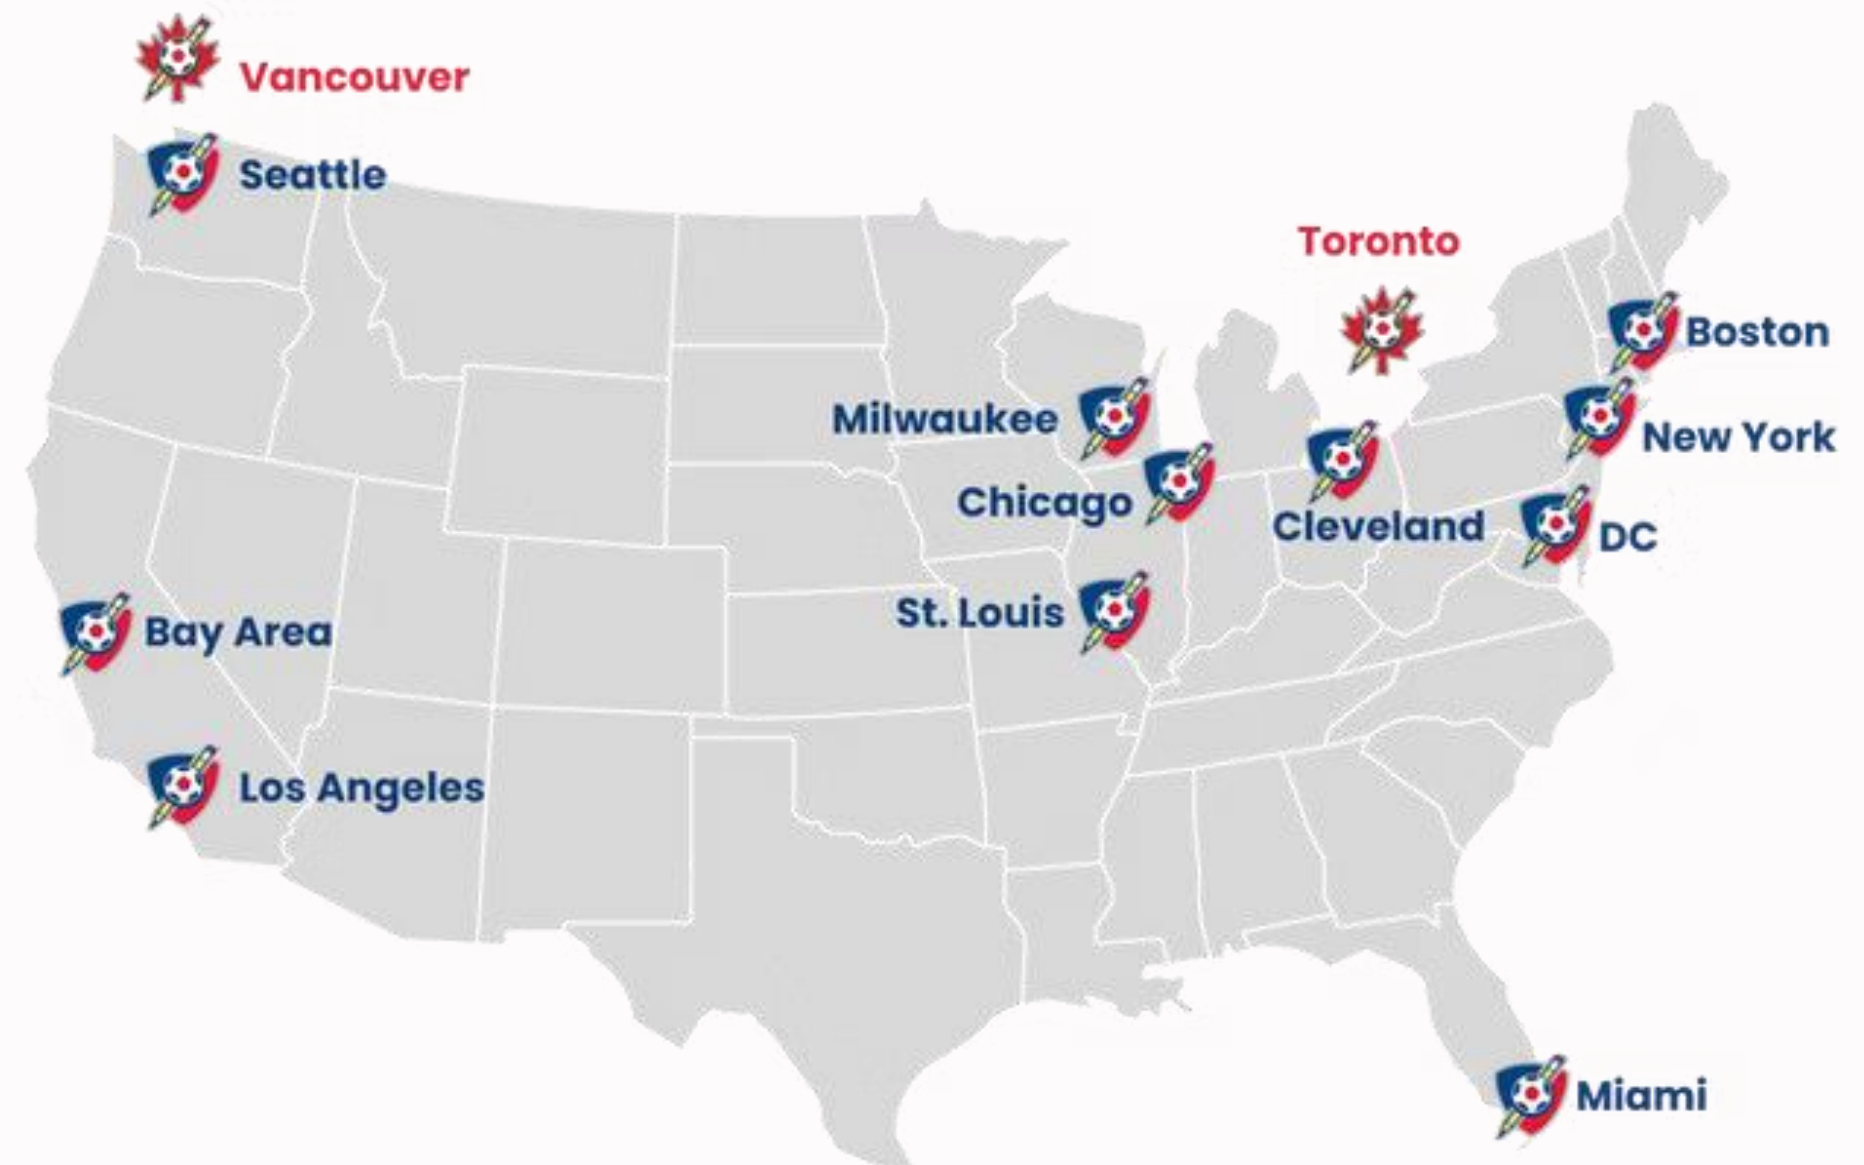 Vancouver
Seattle
Toronto
Boston
Milwaukee
New York
Chicago
Cleveland
DC
St. Louis
Bay Area
Los Angeles
Miami